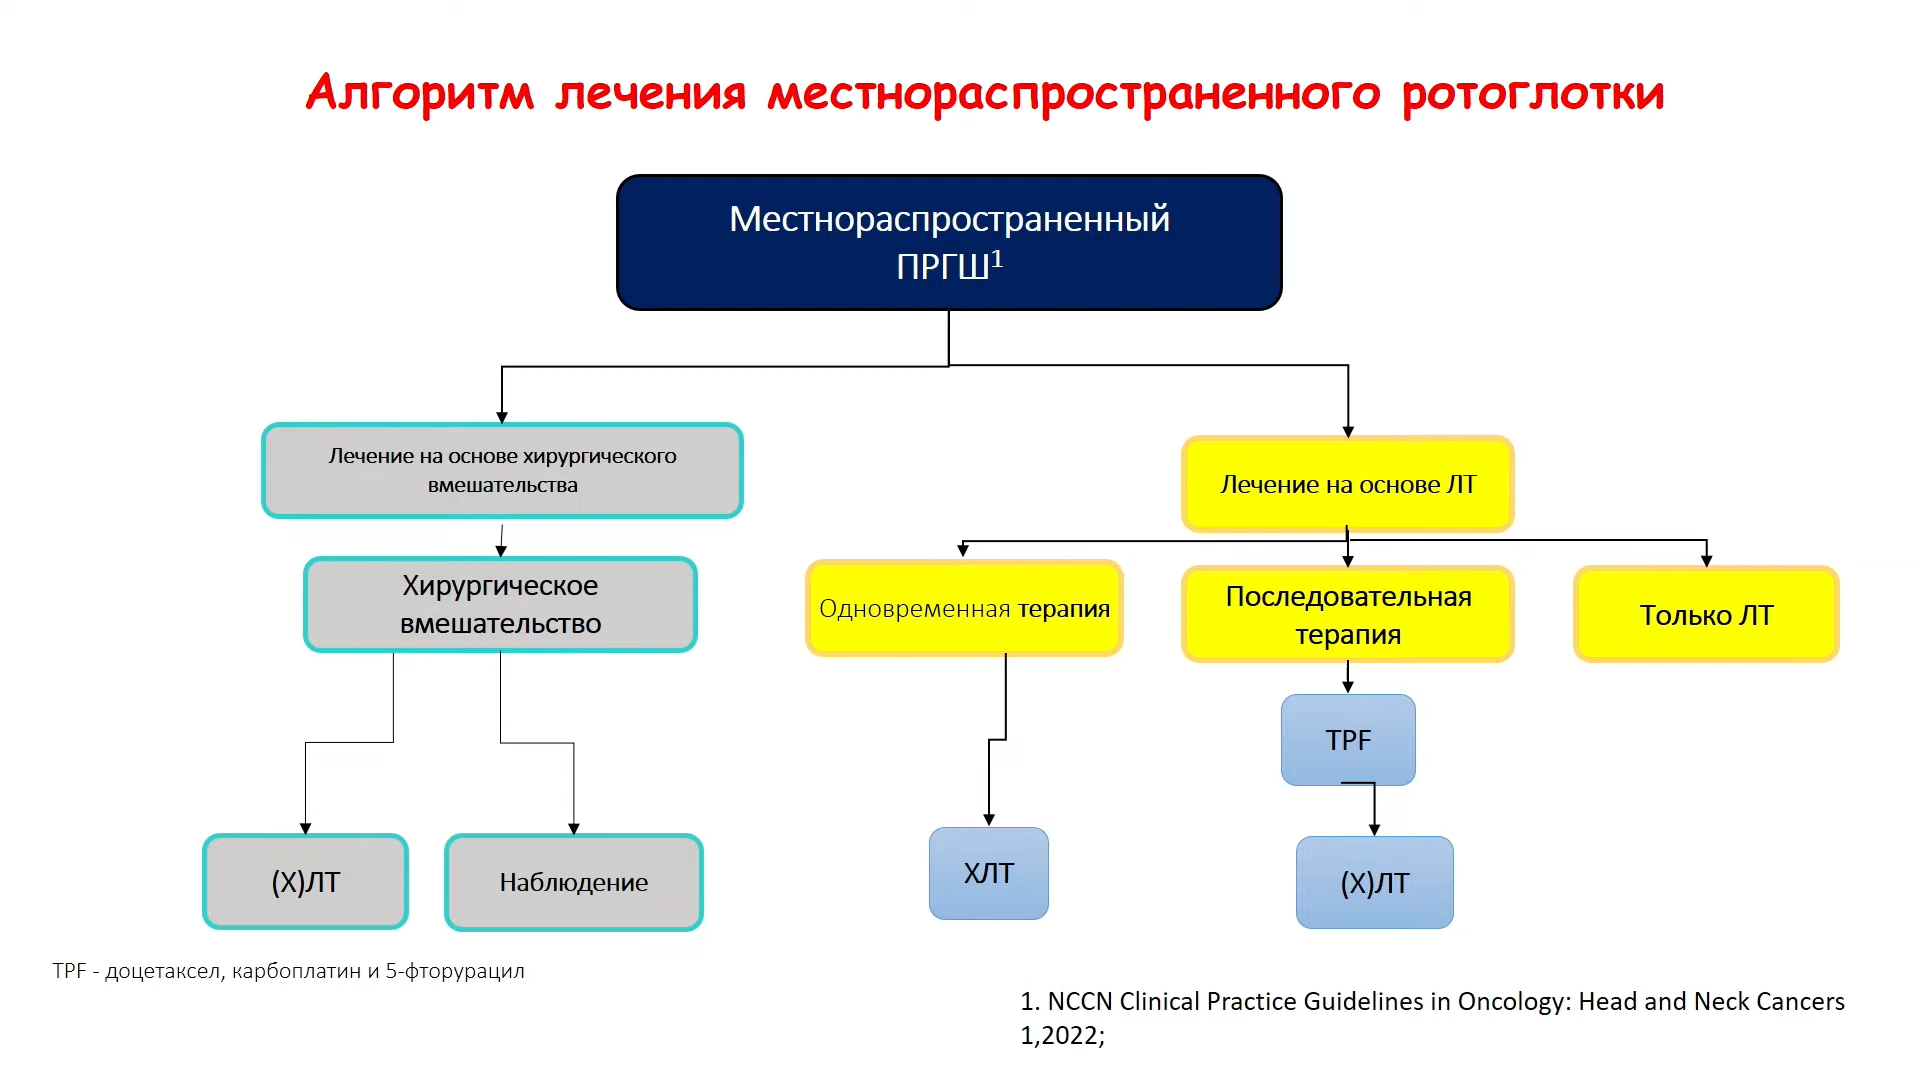 Алгоритм лечения местнораспространенного ротоглотки
Местнораспространенный
ПРГШ¹
Лечение на основе хирургического
вмешательства
Лечение на основе ЛТ
Хирургическое
вмешательство
Одновременная терапия
Последовательная
терапия
Только ЛТ
TPF
(Х)ЛТ
Наблюдение
ХЛТ
(Х)ЛТ
TPF - доцетаксел, карбоплатин и 5-фторурацил
1. NCCN Clinical Practice Guidelines in Oncology: Head and Neck Cancers
1,2022;